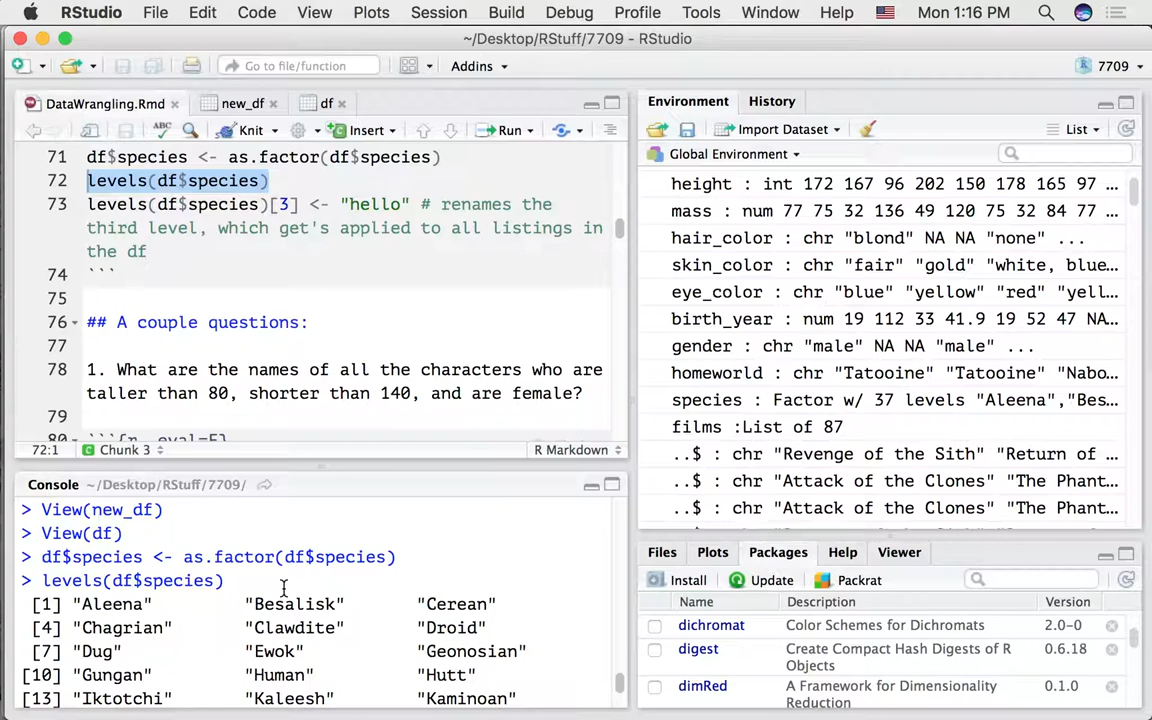 RStudio File Edit Code View Plots Session Build Debug Profile Tools Window Help Mon 1:16 PM
~/Desktop/RStuff/7709 - RStudio
Go to file/function Addins 7709
DataWrangling.Rmd new_df df
ABC Knit Insert Run
71 df$species <- as.factor(df$species)
72 levels(df$species)
73 levels(df$species)[3] <- "hello" # renames the
third level, which get's applied to all listings in
the df
74 ```
75
76 ## A couple questions:
77
78 1. What are the names of all the characters who are
taller than 80, shorter than 140, and are female?
79
80 ```{r, eval=F}
72:1 Chunk 3 R Markdown
Console ~/Desktop/RStuff/7709/
> View(new_df)
> View(df)
> df$species <- as.factor(df$species)
> levels(df$species)
[1] "Aleena" "Besalisk" "Cerean"
[4] "Chagrian" "Clawdite" "Droid"
[7] "Dug" "Ewok" "Geonosian"
[10] "Gungan" "Human" "Hutt"
[13] "Iktotchi" "Kaleesh" "Kaminoan"
Environment History
Import Dataset List
Global Environment
height : int 172 167 96 202 150 178 165 97 ...
mass : num 77 75 32 136 49 120 75 32 84 77 ...
hair_color : chr "blond" NA NA "none" ...
skin_color : chr "fair" "gold" "white, blue...
eye_color : chr "blue" "yellow" "red" "yell...
birth_year : num 19 112 33 41.9 19 52 47 NA...
gender : chr "male" NA NA "male" ...
homeworld : chr "Tatooine" "Tatooine" "Nabo...
species : Factor w/ 37 levels "Aleena","Bes...
films :List of 87
..$ : chr "Revenge of the Sith" "Return of ...
..$ : chr "Attack of the Clones" "The Phant...
..$ : chr "Attack of the Clones" "The Phant...
Files Plots Packages Help Viewer
Install Update Packrat
Name Description Version
dichromat Color Schemes for Dichromats 2.0-0
digest Create Compact Hash Digests of R 0.6.18
Objects
dimRed A Framework for Dimensionality 0.1.0
Reduction